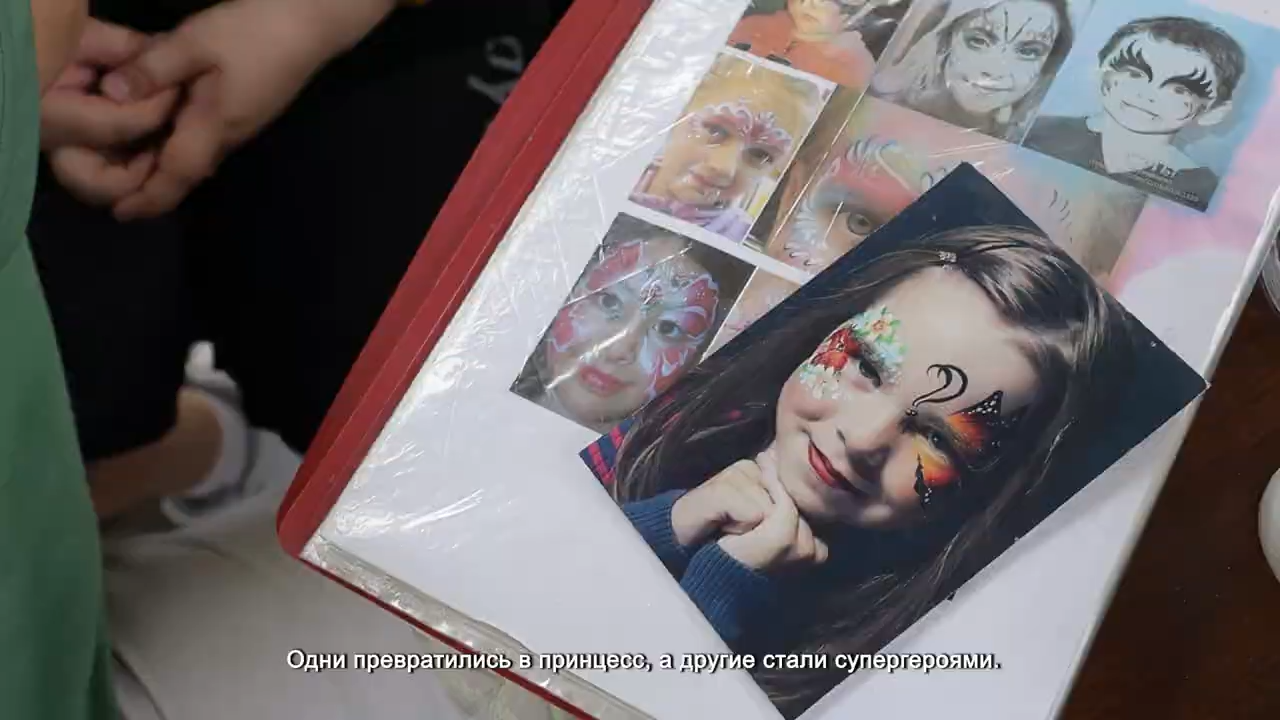 Одни превратились в принцесс, а другие стали супергероями.